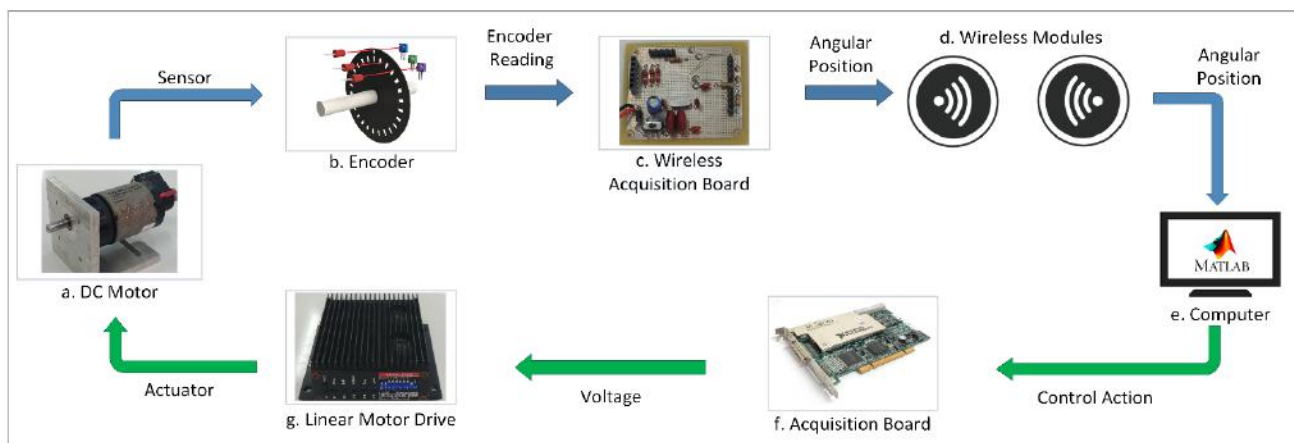 Sensor
b. Encoder
Encoder
Reading
c. Wireless
Acquisition Board
Angular
Position
d. Wireless Modules
Angular
Position
MATLAB
e. Computer
Control Action
f. Acquisition Board
Voltage
g. Linear Motor Drive
Actuator
a. DC Motor